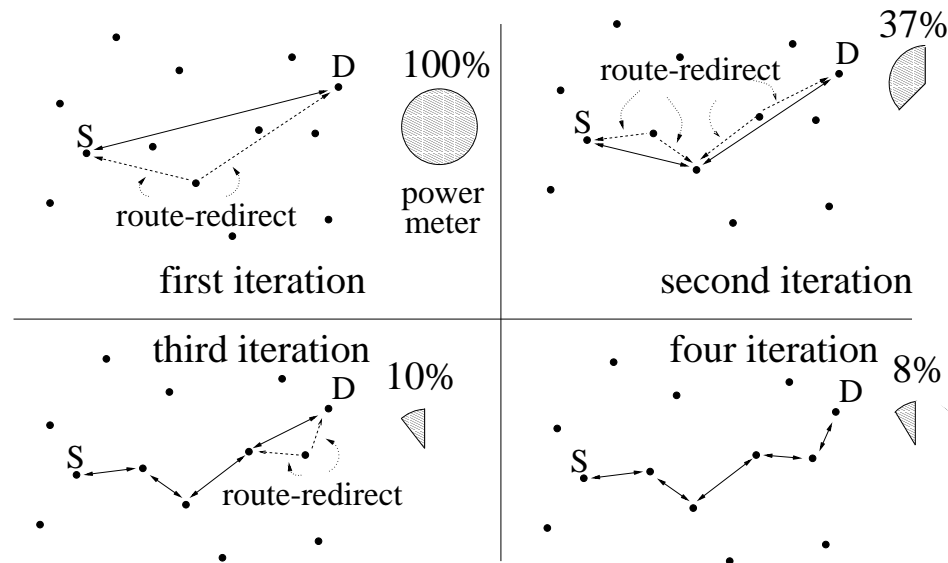 100%
D
S
route-redirect
power
meter
first iteration
37%
D
route-redirect
S
second iteration
third iteration
10%
D
S
route-redirect
four iteration
8%
D
S